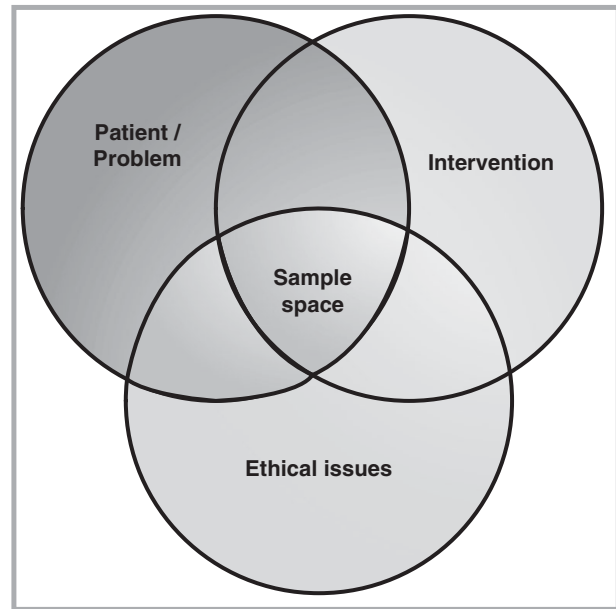 Patient /
Problem
Intervention
Sample
space
Ethical issues